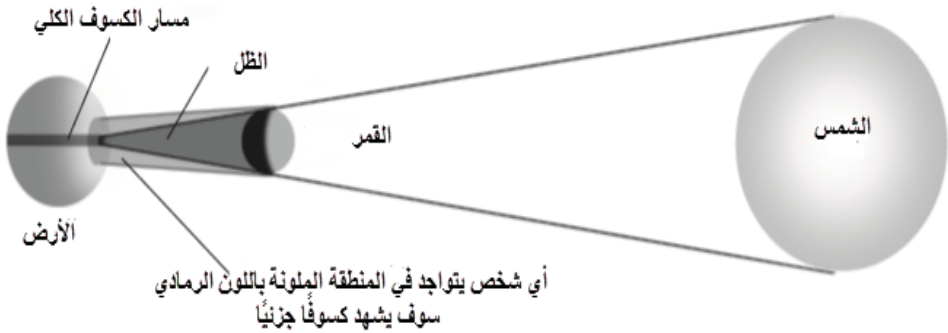 مسار الكسوف الكلي
الظل
القمر
الشمس
الأرض
أي شخص يتواجد في المنطقة الملونة باللون الرمادي
سوف يشهد كسوفًا جزئيًا